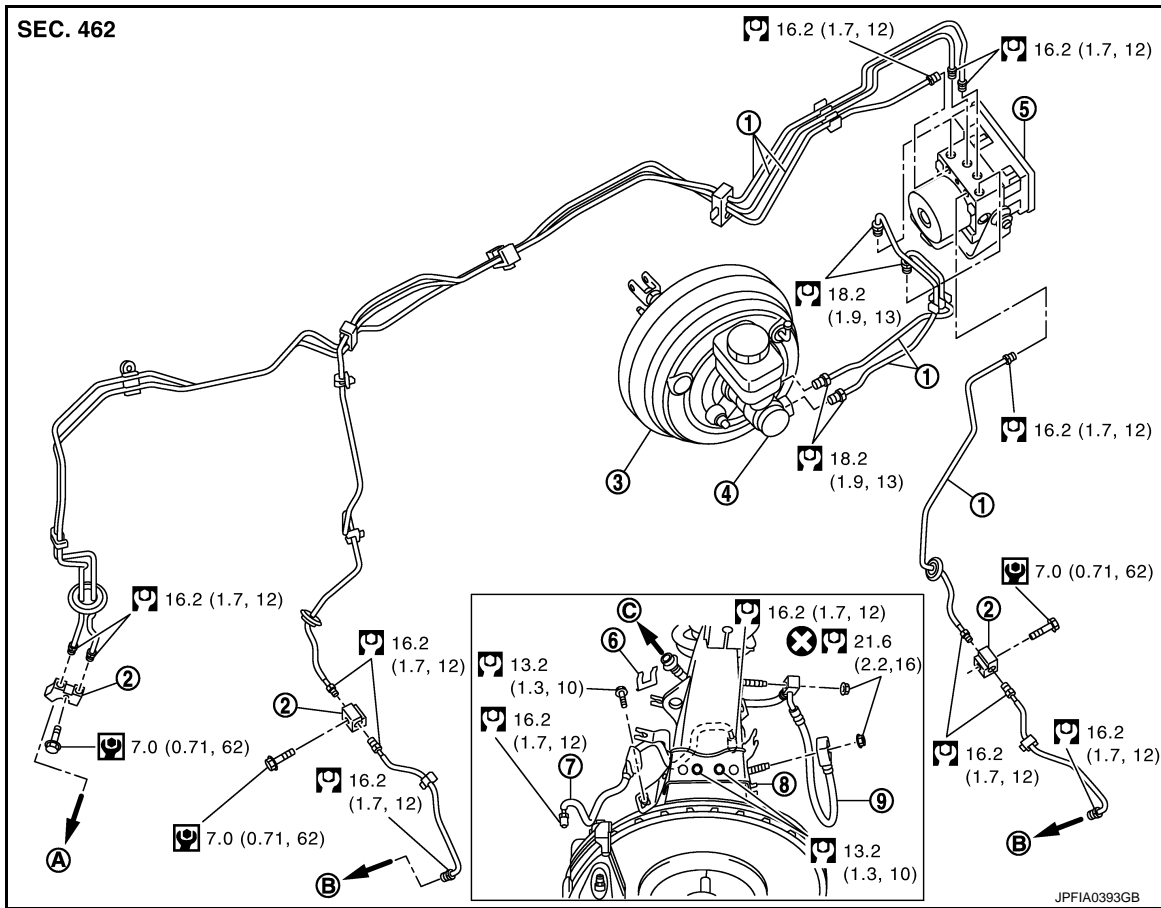 SEC. 462
16.2 (1.7, 12)
16.2 (1.7, 12)
5
1
18.2
(1.9, 13)
1
16.2 (1.7, 12)
3
4
18.2
(1.9, 13)
1
7.0 (0.71, 62)
16.2 (1.7, 12)
2
7.0 (0.71, 62)
A
16.2
(1.7, 12)
2
16.2
(1.7, 12)
7.0 (0.71, 62)
B
C
16.2 (1.7, 12)
6
21.6
(2.2,16)
13.2
(1.3, 10)
16.2
(1.7, 12)
7
8
9
13.2
(1.3, 10)
2
16.2
(1.7, 12)
16.2
(1.7, 12)
B
JPFIA0393GB